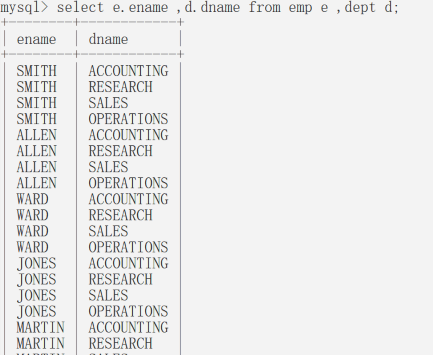 mysql> select e.ename ,d.dname from emp e ,dept d;
+--------+------------+
| ename  | dname      |
+--------+------------+
| SMITH  | ACCOUNTING |
| SMITH  | RESEARCH   |
| SMITH  | SALES      |
| SMITH  | OPERATIONS |
| ALLEN  | ACCOUNTING |
| ALLEN  | RESEARCH   |
| ALLEN  | SALES      |
| ALLEN  | OPERATIONS |
| WARD   | ACCOUNTING |
| WARD   | RESEARCH   |
| WARD   | SALES      |
| WARD   | OPERATIONS |
| JONES  | ACCOUNTING |
| JONES  | RESEARCH   |
| JONES  | SALES      |
| JONES  | OPERATIONS |
| MARTIN | ACCOUNTING |
| MARTIN | RESEARCH   |